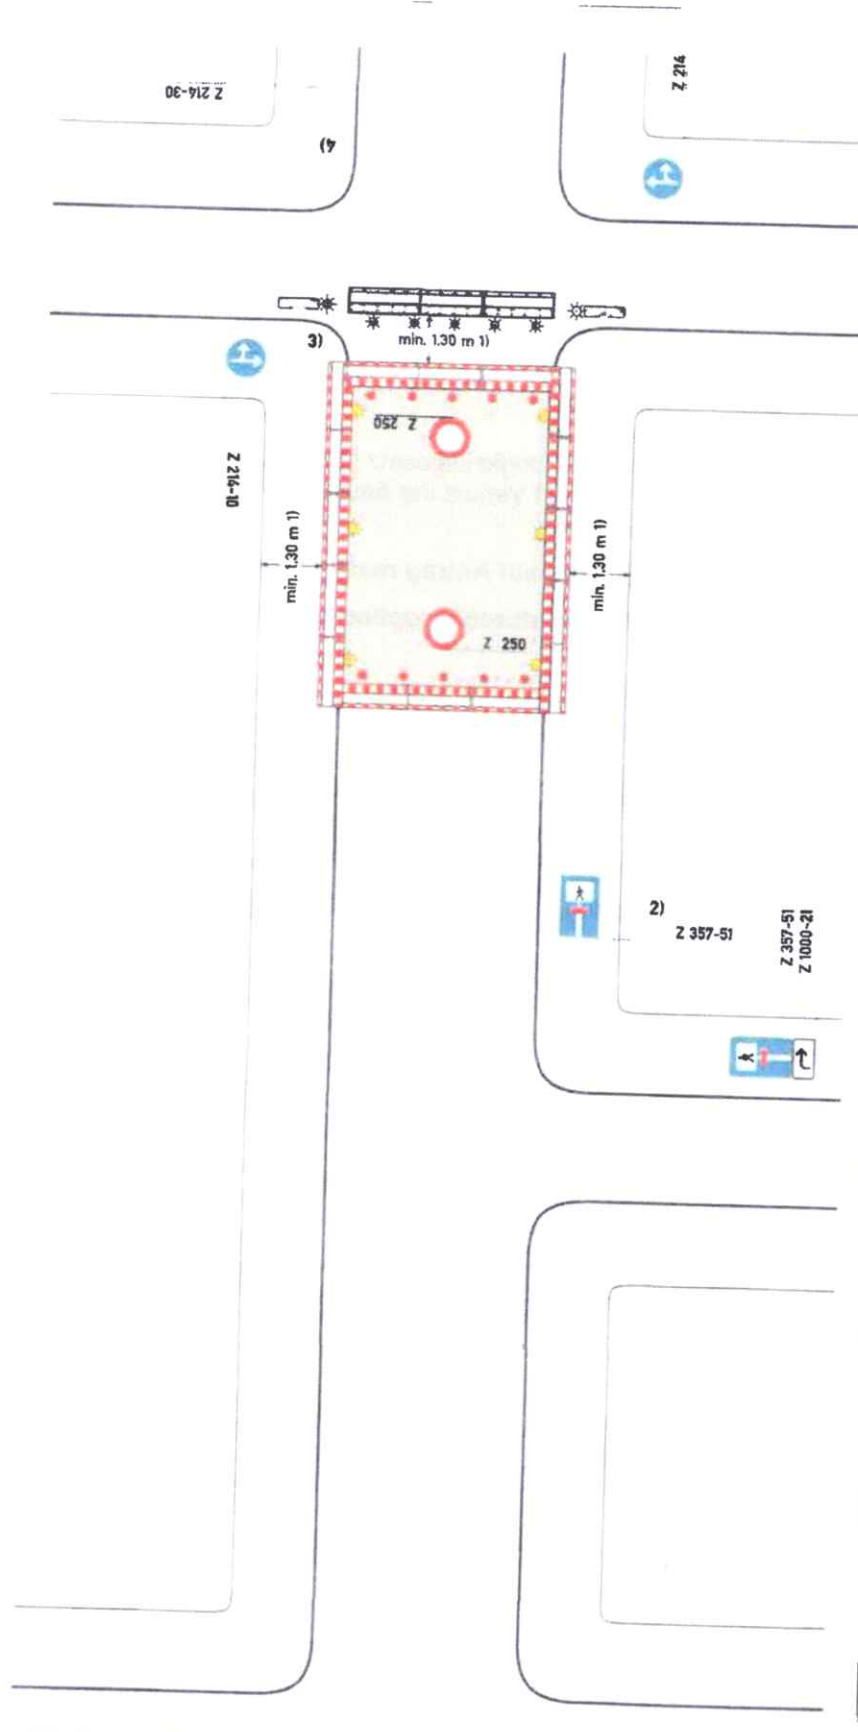 Z 214-30
Z 214
4)
3)
min. 1.30 m 1)
Z 250
Z 214-10
min. 1.30 m 1)
min. 1.30 m 1)
Z 250
2)
Z 357-51
Z 357-51
Z 1000-21